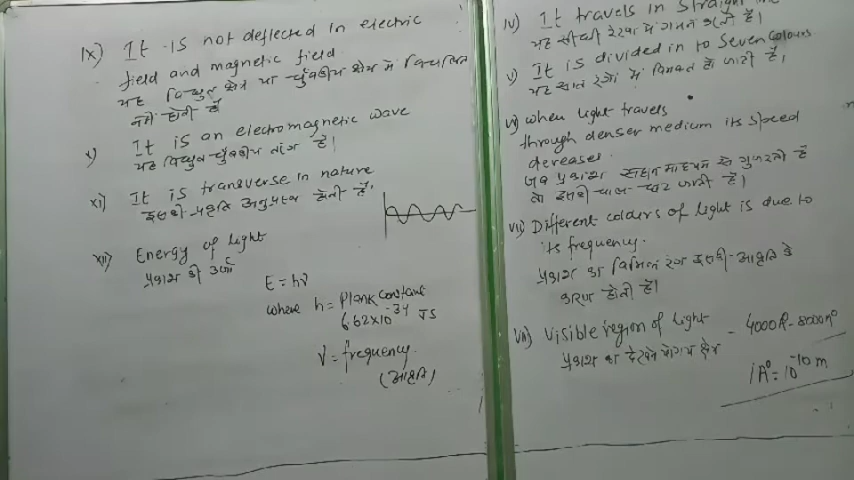 ix) It is not deflected in electric
field and magnetic field
यह विद्युत क्षेत्र या चुंबकीय क्षेत्र में विचलित
नही होती है
x) It is an electromagnetic wave
यह विद्युत चुंबकीय तरंग है।
xi) It is transverse in nature
इसकी प्रकृति अनुप्रस्थ होती है।
xii) Energy of light
प्रकाश की ऊर्जा
E = hν
where h = Plank constant
6.62×10⁻³⁴ JS
ν = frequency
(आवृति)
iv) It travels in straight
यह सीधी रेखा में गमन करती है।
v) It is divided in to seven colours
यह सात रंगों में विभक्त हो जाती है।
vi) when light travels
through denser medium its speed
decreases.
जब प्रकाश सघन माध्यम से गुजरती है
तो इसकी चाल घट जाती है।
vii) Different colours of light is due to
its frequency.
प्रकाश का विभिन्न रंग इसकी आवृति के
कारण होती है।
viii) Visible region of light - 4000A° - 8000A°
प्रकाश का देखने योग्य क्षेत्र
1A° = 10⁻¹⁰ m